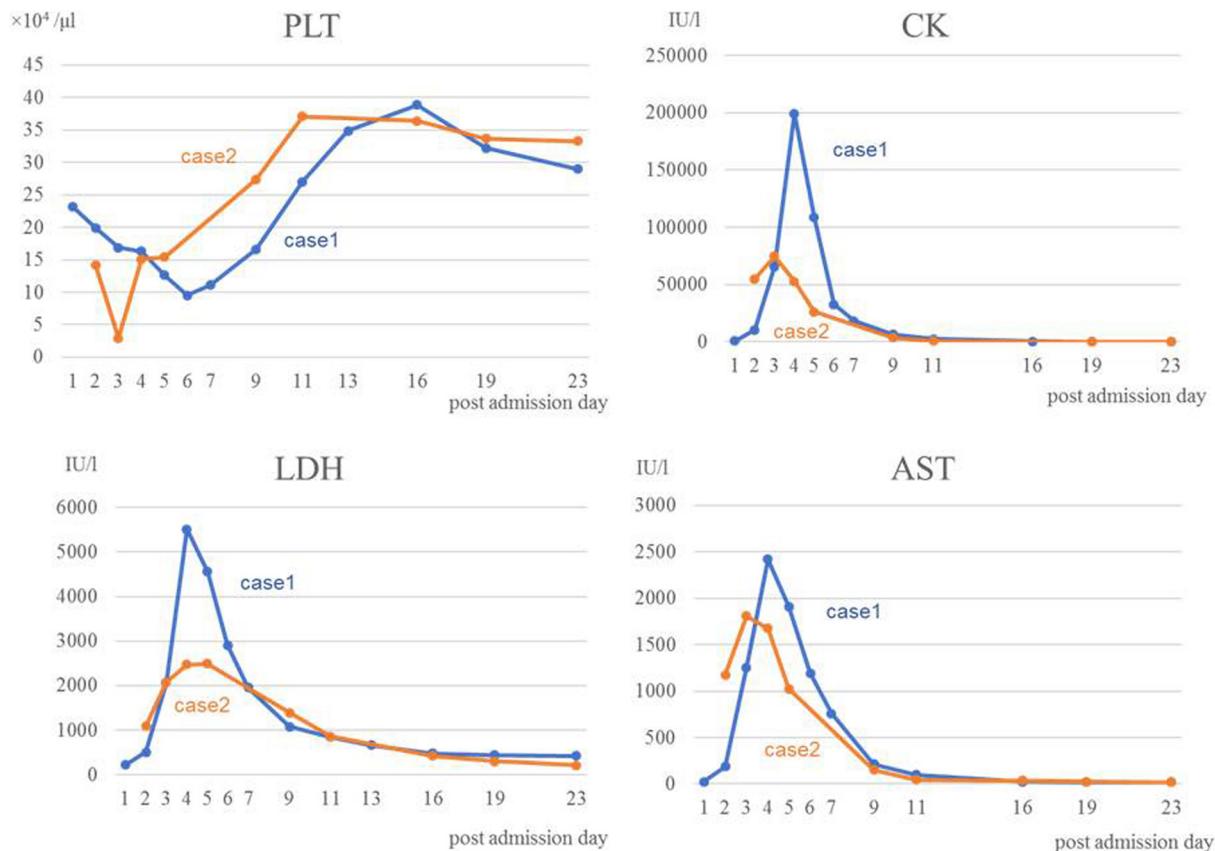 ×10⁴ /μl
PLT
45
40
35
30
25
20
15
10
5
0
case2
case1
1 2 3 4 5 6 7 9 11 13 16 19 23
post admission day
IU/l
CK
250000
200000
150000
100000
50000
0
case1
case2
1 2 3 4 5 6 7 9 11 16 19 23
post admission day
IU/l
LDH
6000
5000
4000
3000
2000
1000
0
case1
case2
1 2 3 4 5 6 7 9 11 13 16 19 23
post admission day
IU/l
AST
3000
2500
2000
1500
1000
500
0
case1
case2
1 2 3 4 5 6 7 9 11 16 19 23
post admission day